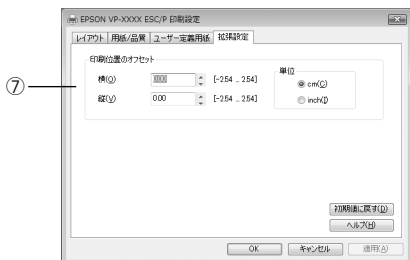 EPSON VP-XXXX ESC/P 印刷設定
レイアウト 用紙/品質 ユーザー定義用紙 拡張設定
⑦
印刷位置のオフセット
横(O) 0.00 [-2.54 .. 2.54]
縦(V) 0.00 [-2.54 .. 2.54]
単位
cm(C)
inch(I)
初期値に戻す(D)
ヘルプ(H)
OK キャンセル 適用(A)